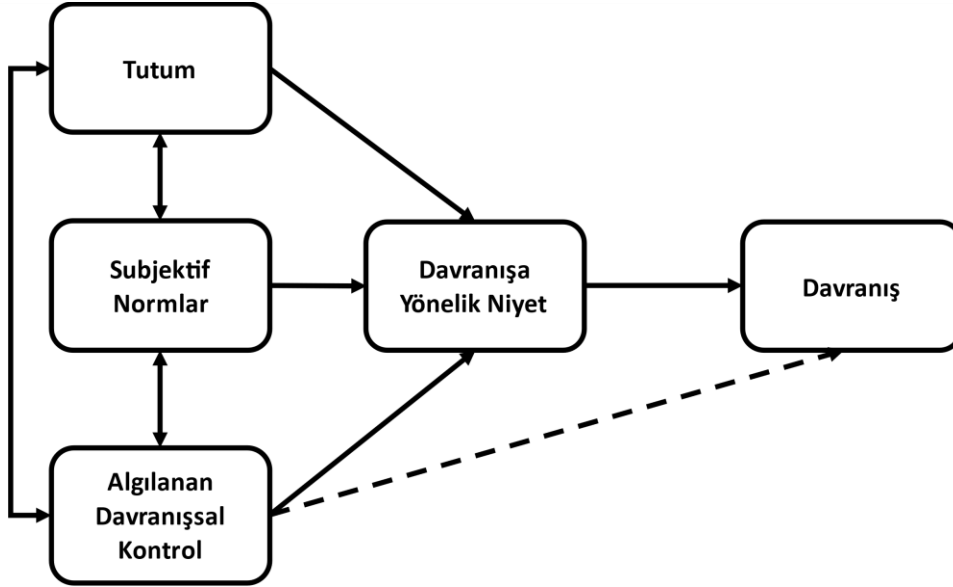 Tutum
Subjektif
Normlar
Davranışa
Yönelik Niyet
Davranış
Algılanan
Davranışsal
Kontrol